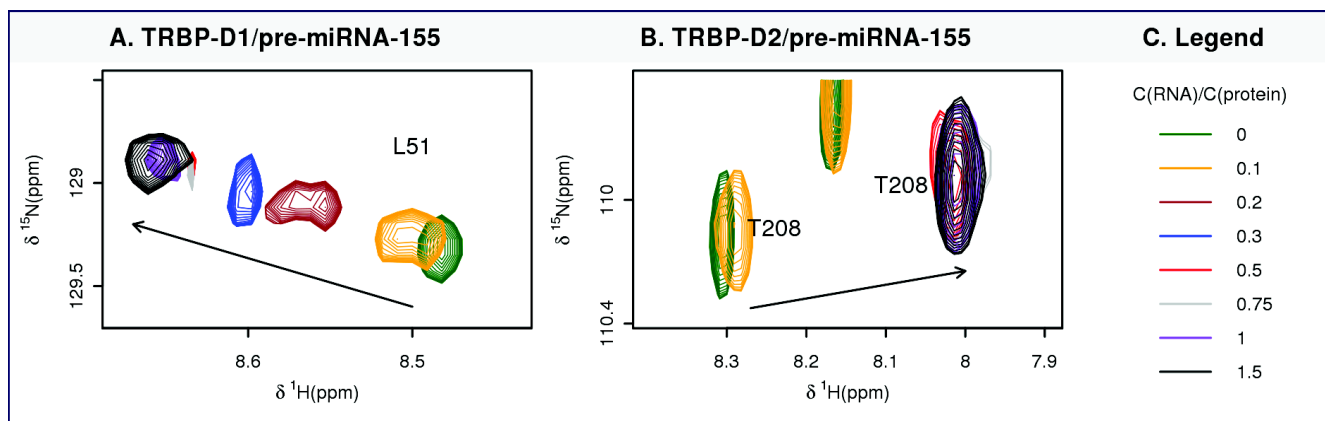 A. TRBP-D1/pre-miRNA-155
B. TRBP-D2/pre-miRNA-155
C. Legend
δ ¹⁵N(ppm)
129
129.5
L51
8.6
8.5
δ ¹H(ppm)
δ ¹⁵N(ppm)
110
110.4
T208
T208
8.3
8.2
8.1
8
7.9
δ ¹H(ppm)
C(RNA)/C(protein)
0
0.1
0.2
0.3
0.5
0.75
1
1.5